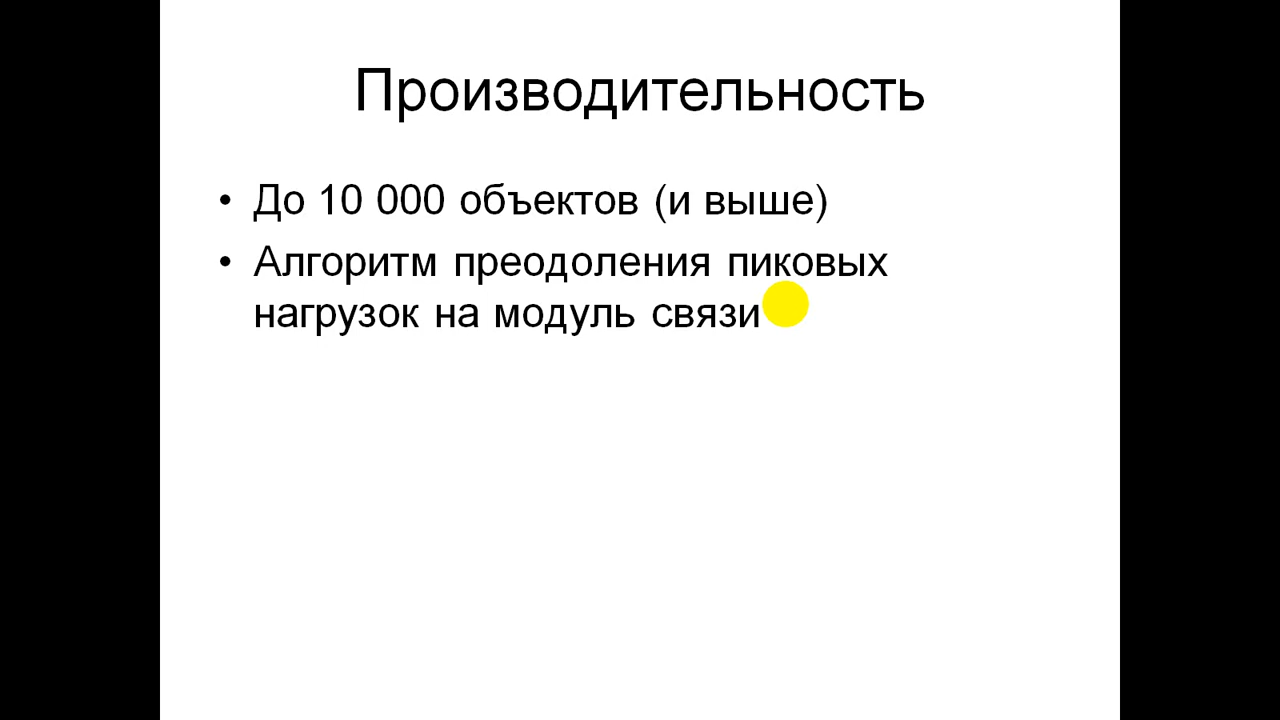 Производительность
• До 10 000 объектов (и выше)
• Алгоритм преодоления пиковых
нагрузок на модуль связи